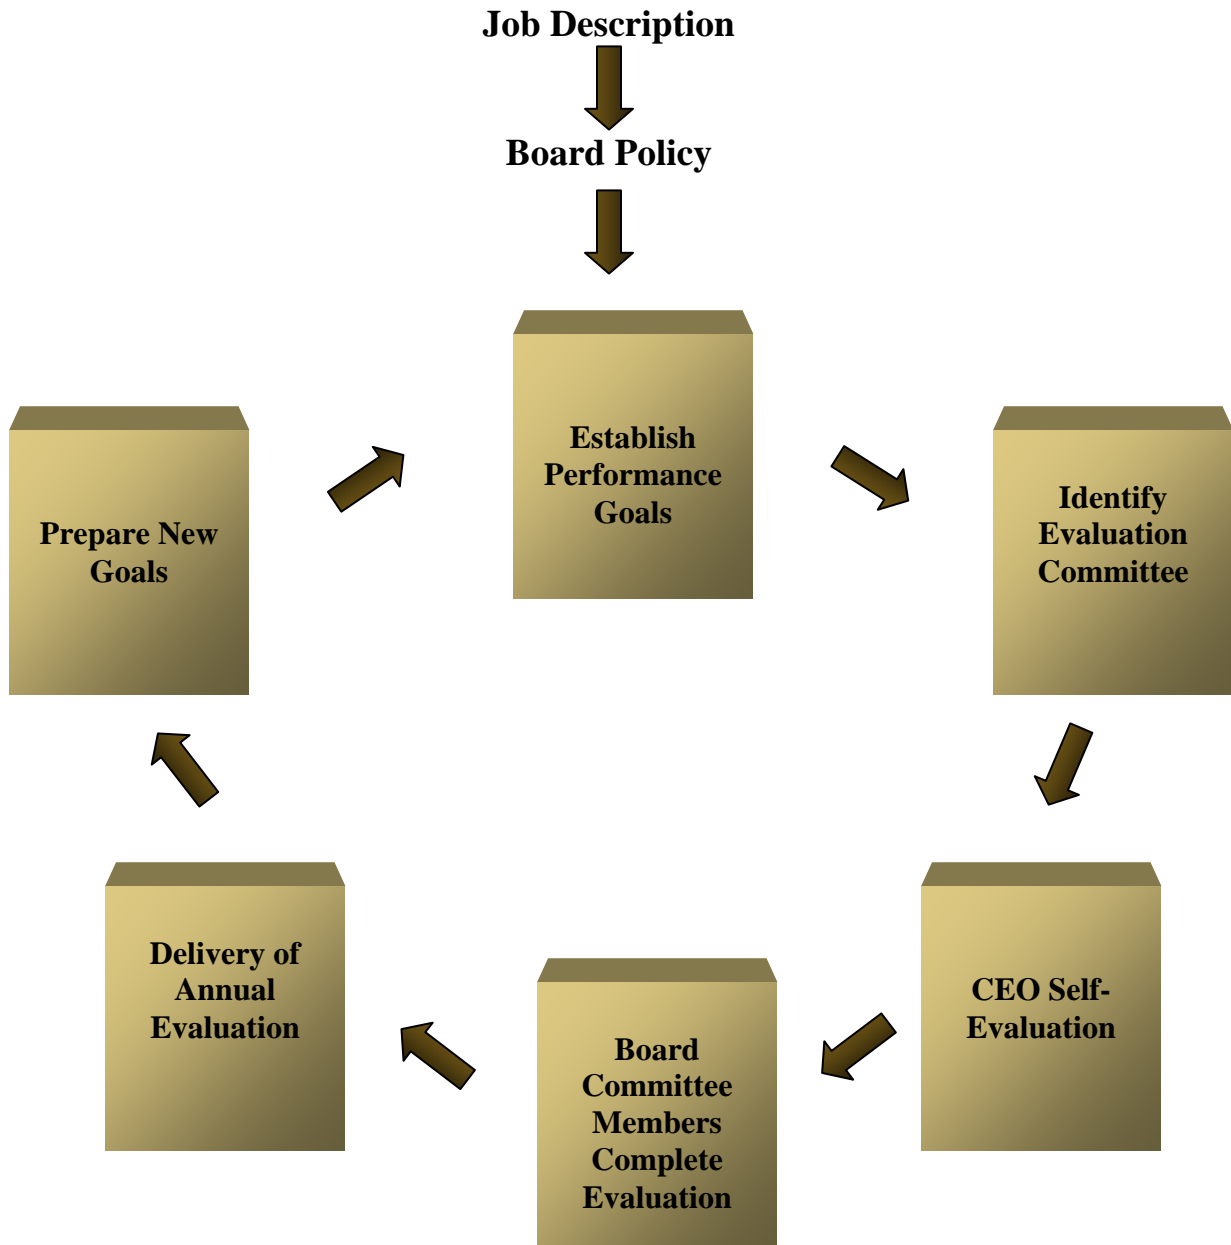 Job Description
Board Policy
Establish
Performance
Goals
Identify
Evaluation
Committee
CEO Self-
Evaluation
Board
Committee
Members
Complete
Evaluation
Delivery of
Annual
Evaluation
Prepare New
Goals